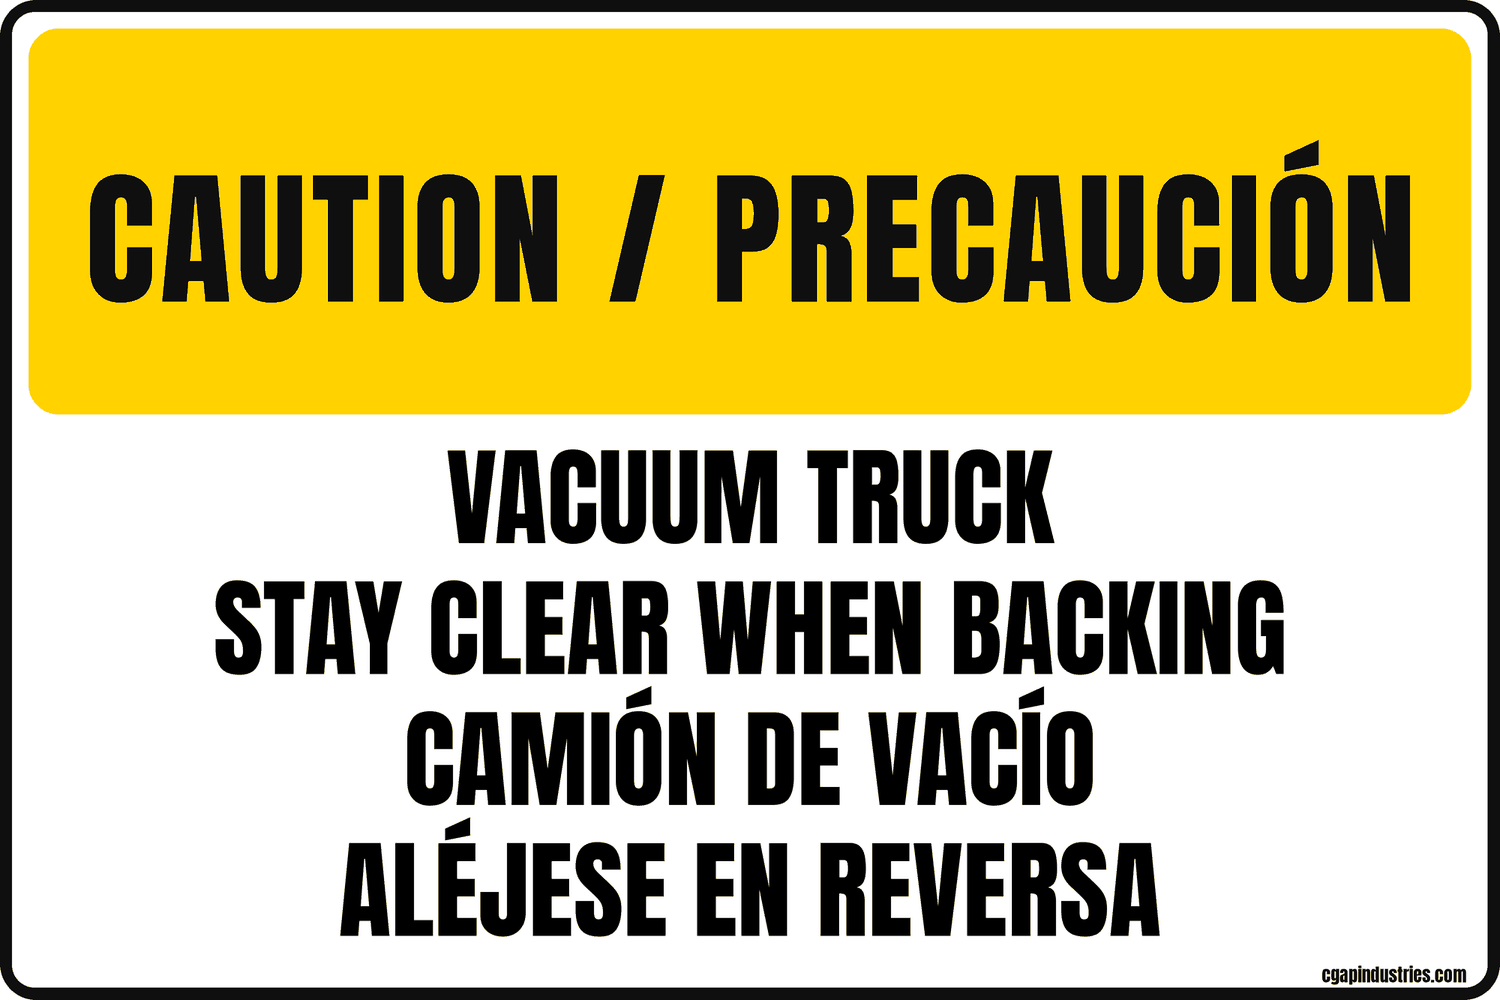 CAUTION / PRECAUCIÓN
VACUUM TRUCK
STAY CLEAR WHEN BACKING
CAMIÓN DE VACÍO
ALÉJESE EN REVERSA
cgapindustries.com